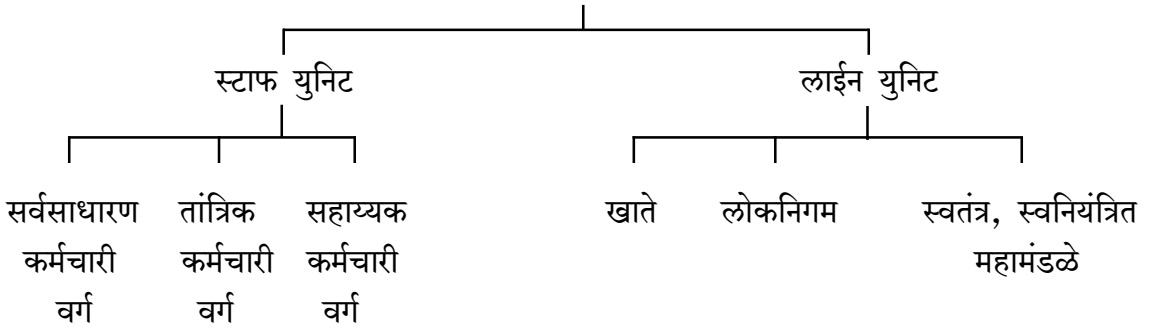 स्टाफ युनिट लाईन युनिट
सर्वसाधारण तांत्रिक सहाय्यक खाते लोकनिगम स्वतंत्र, स्वनियंत्रित
कर्मचारी कर्मचारी कर्मचारी महामंडळे
वर्ग वर्ग वर्ग